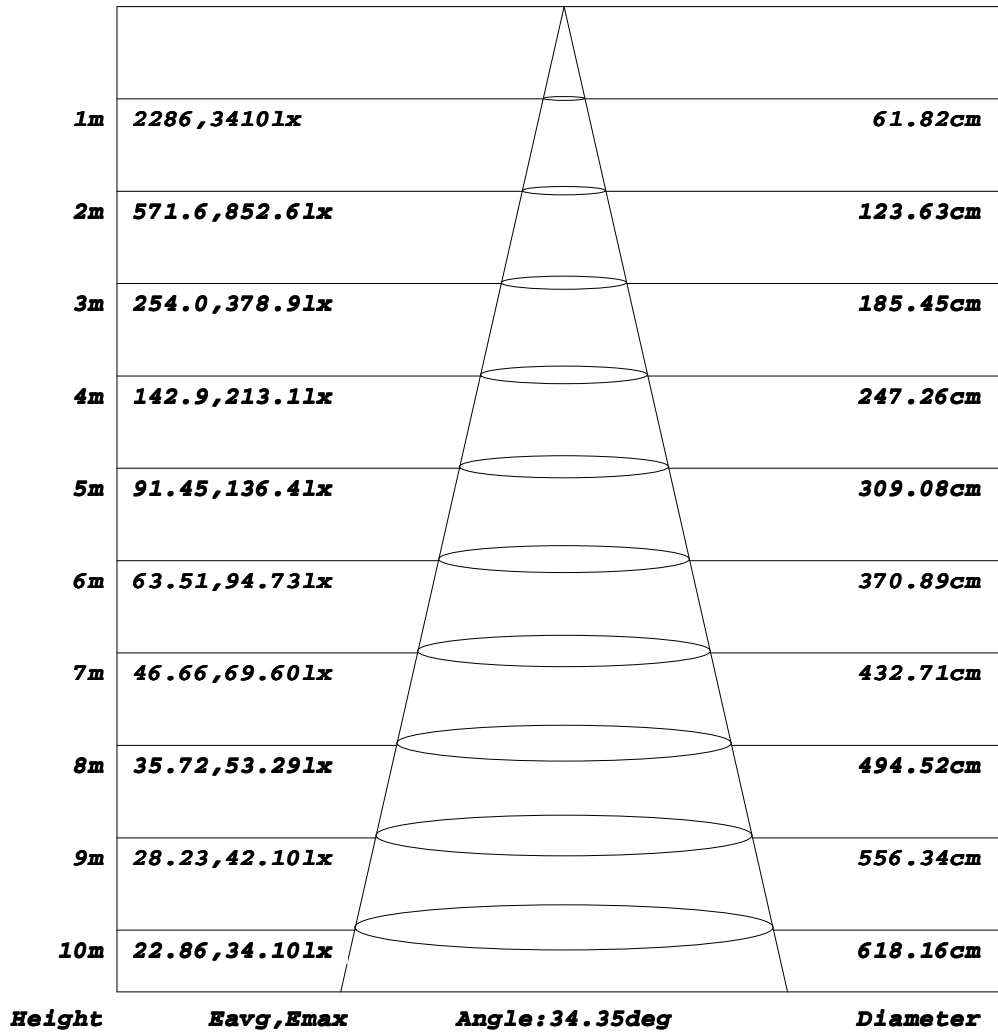 1m 2286,3410lx 61.82cm
2m 571.6,852.6lx 123.63cm
3m 254.0,378.9lx 185.45cm
4m 142.9,213.1lx 247.26cm
5m 91.45,136.4lx 309.08cm
6m 63.51,94.73lx 370.89cm
7m 46.66,69.60lx 432.71cm
8m 35.72,53.29lx 494.52cm
9m 28.23,42.10lx 556.34cm
10m 22.86,34.10lx 618.16cm
Height Eavg,Emax Angle:34.35deg Diameter